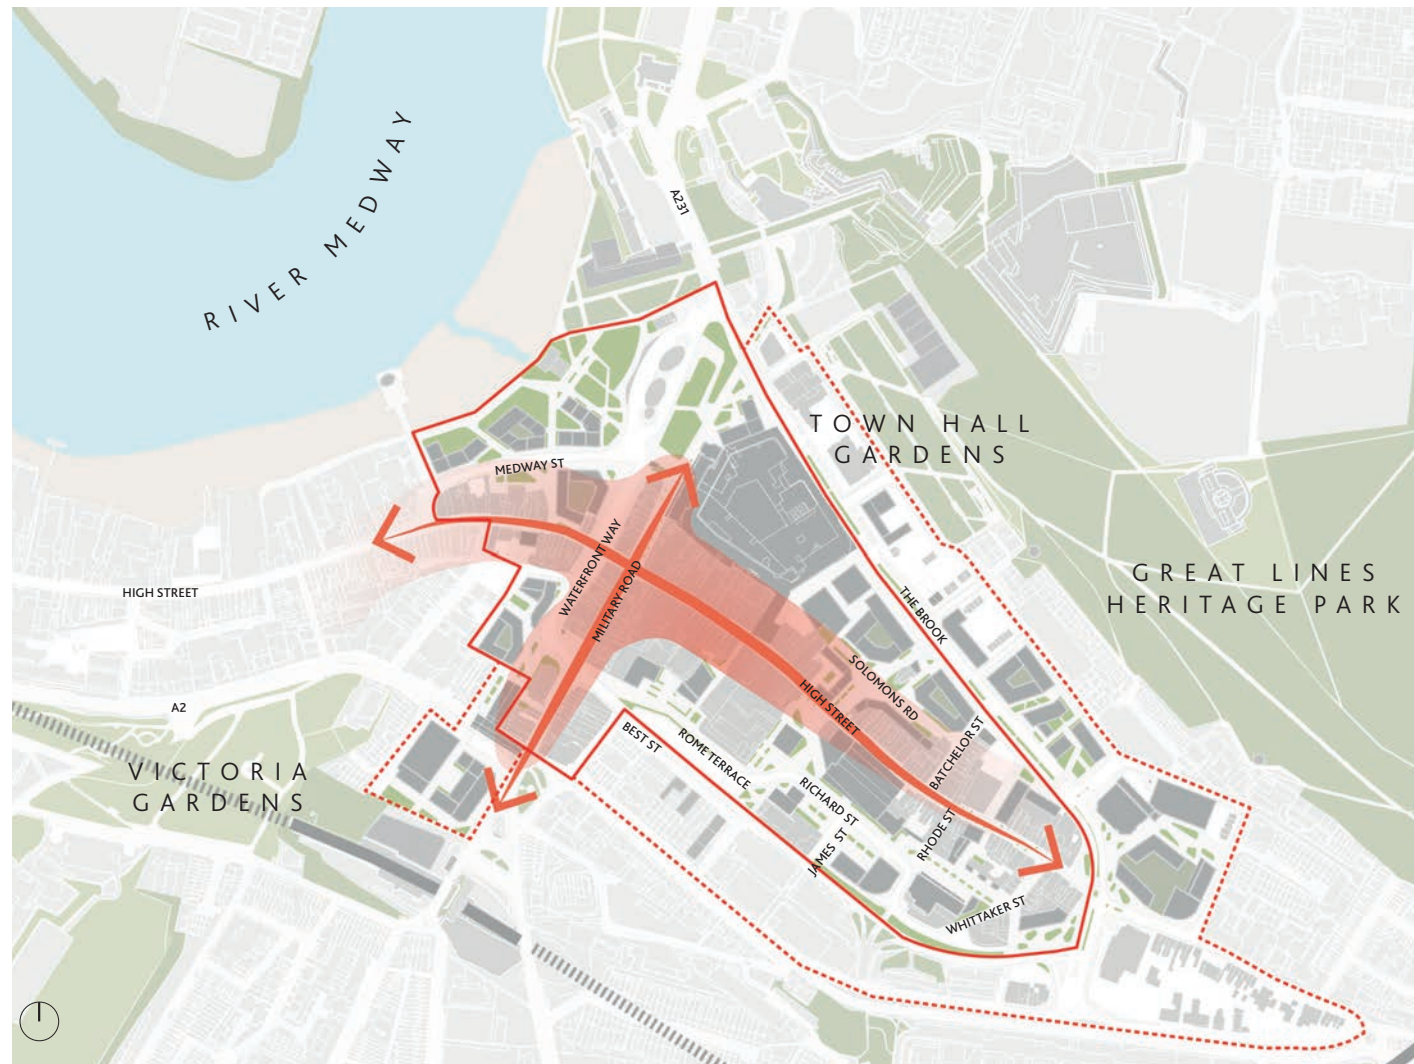 RIVER MEDWAY
A231
TOWN HALL
GARDENS
MEDWAY ST
WATERFRONT WAY
MILITARY ROAD
GREAT LINES
HERITAGE PARK
HIGH STREET
THE BROOK
SOLOMONS RD
HIGH STREET
A2
BEST ST
ROME TERRACE
BATCHELOR ST
VICTORIA
GARDENS
RICHARD ST
JAMES ST
RHODE ST
WHITTAKER ST